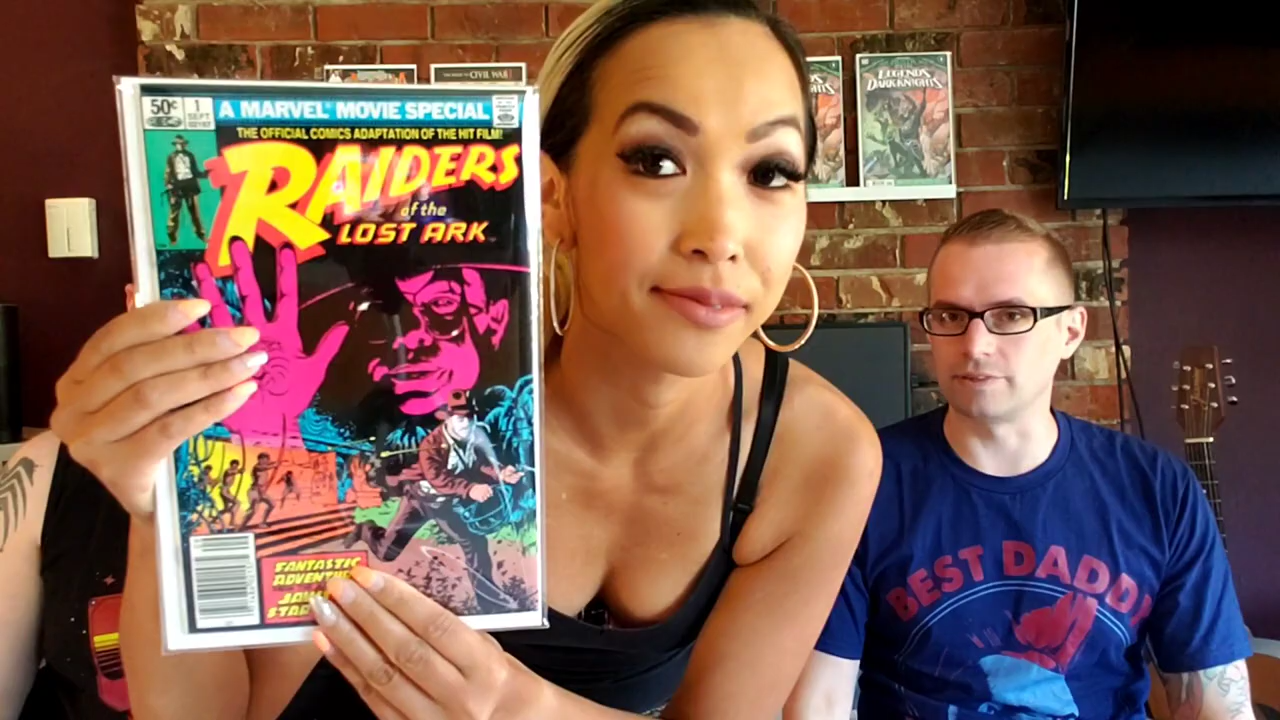 50¢
1
SEPT
A MARVEL® MOVIE SPECIAL
THE OFFICIAL COMICS ADAPTATION OF THE HIT FILM!
RAIDERS
of the
LOST ARK
FANTASTIC
ADVENTURE
CIVIL WAR
LEGENDS
DARK KNIGHTS
BEST DADDY